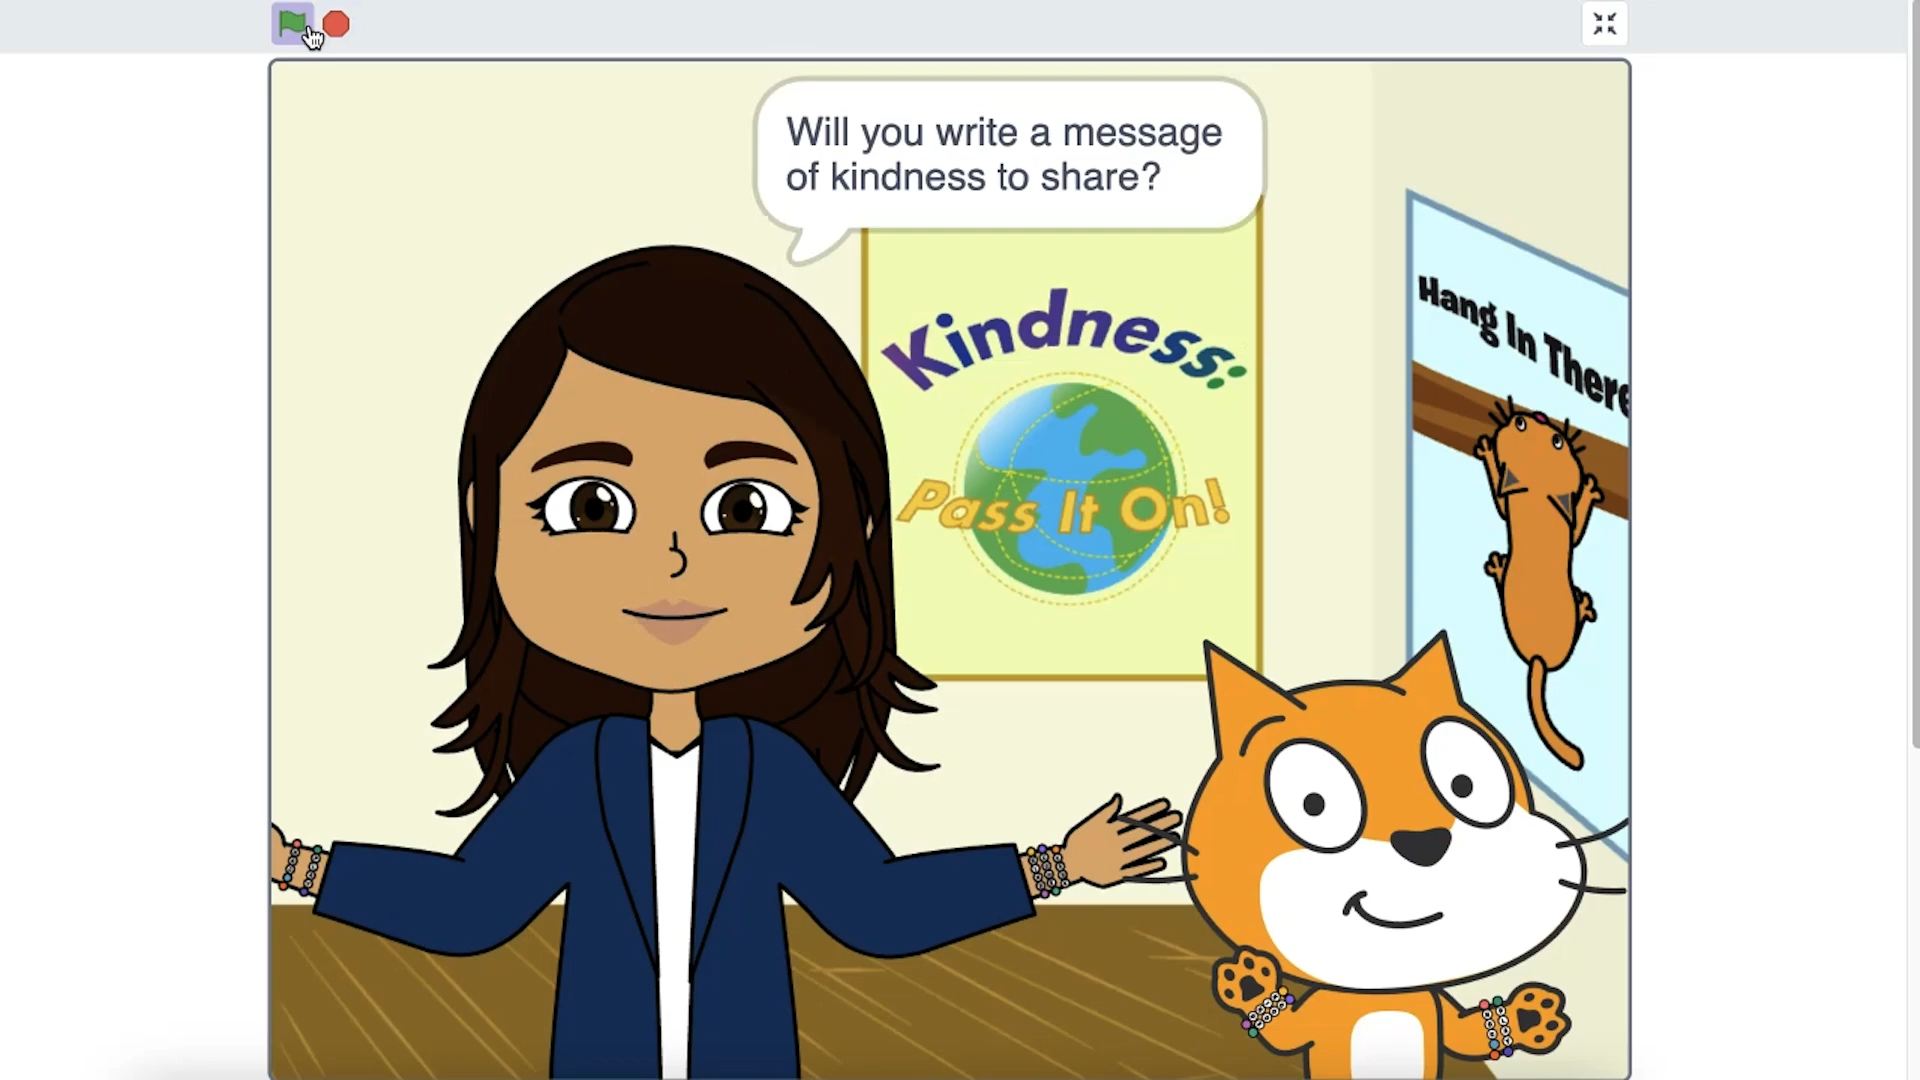 Will you write a message
of kindness to share?
Kindness:
Pass It On!
Hang In There